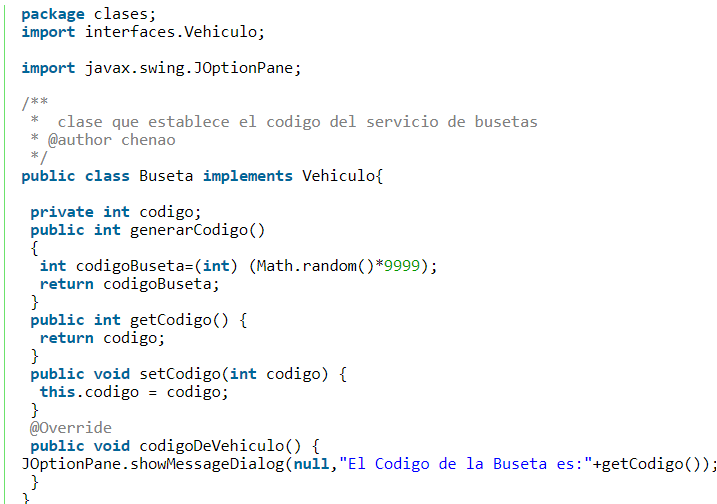 package clases;
import interfaces.Vehiculo;
import javax.swing.JOptionPane;
/**
 *  clase que establece el codigo del servicio de busetas
 * @author chenao
 */
public class Buseta implements Vehiculo{
 private int codigo;
 public int generarCodigo()
 {
  int codigoBuseta=(int) (Math.random()*9999);
  return codigoBuseta;
 }
 public int getCodigo() {
  return codigo;
 }
 public void setCodigo(int codigo) {
  this.codigo = codigo;
 }
 @Override
 public void codigoDeVehiculo() {
JOptionPane.showMessageDialog(null,"El Codigo de la Buseta es:"+getCodigo());
 }
}